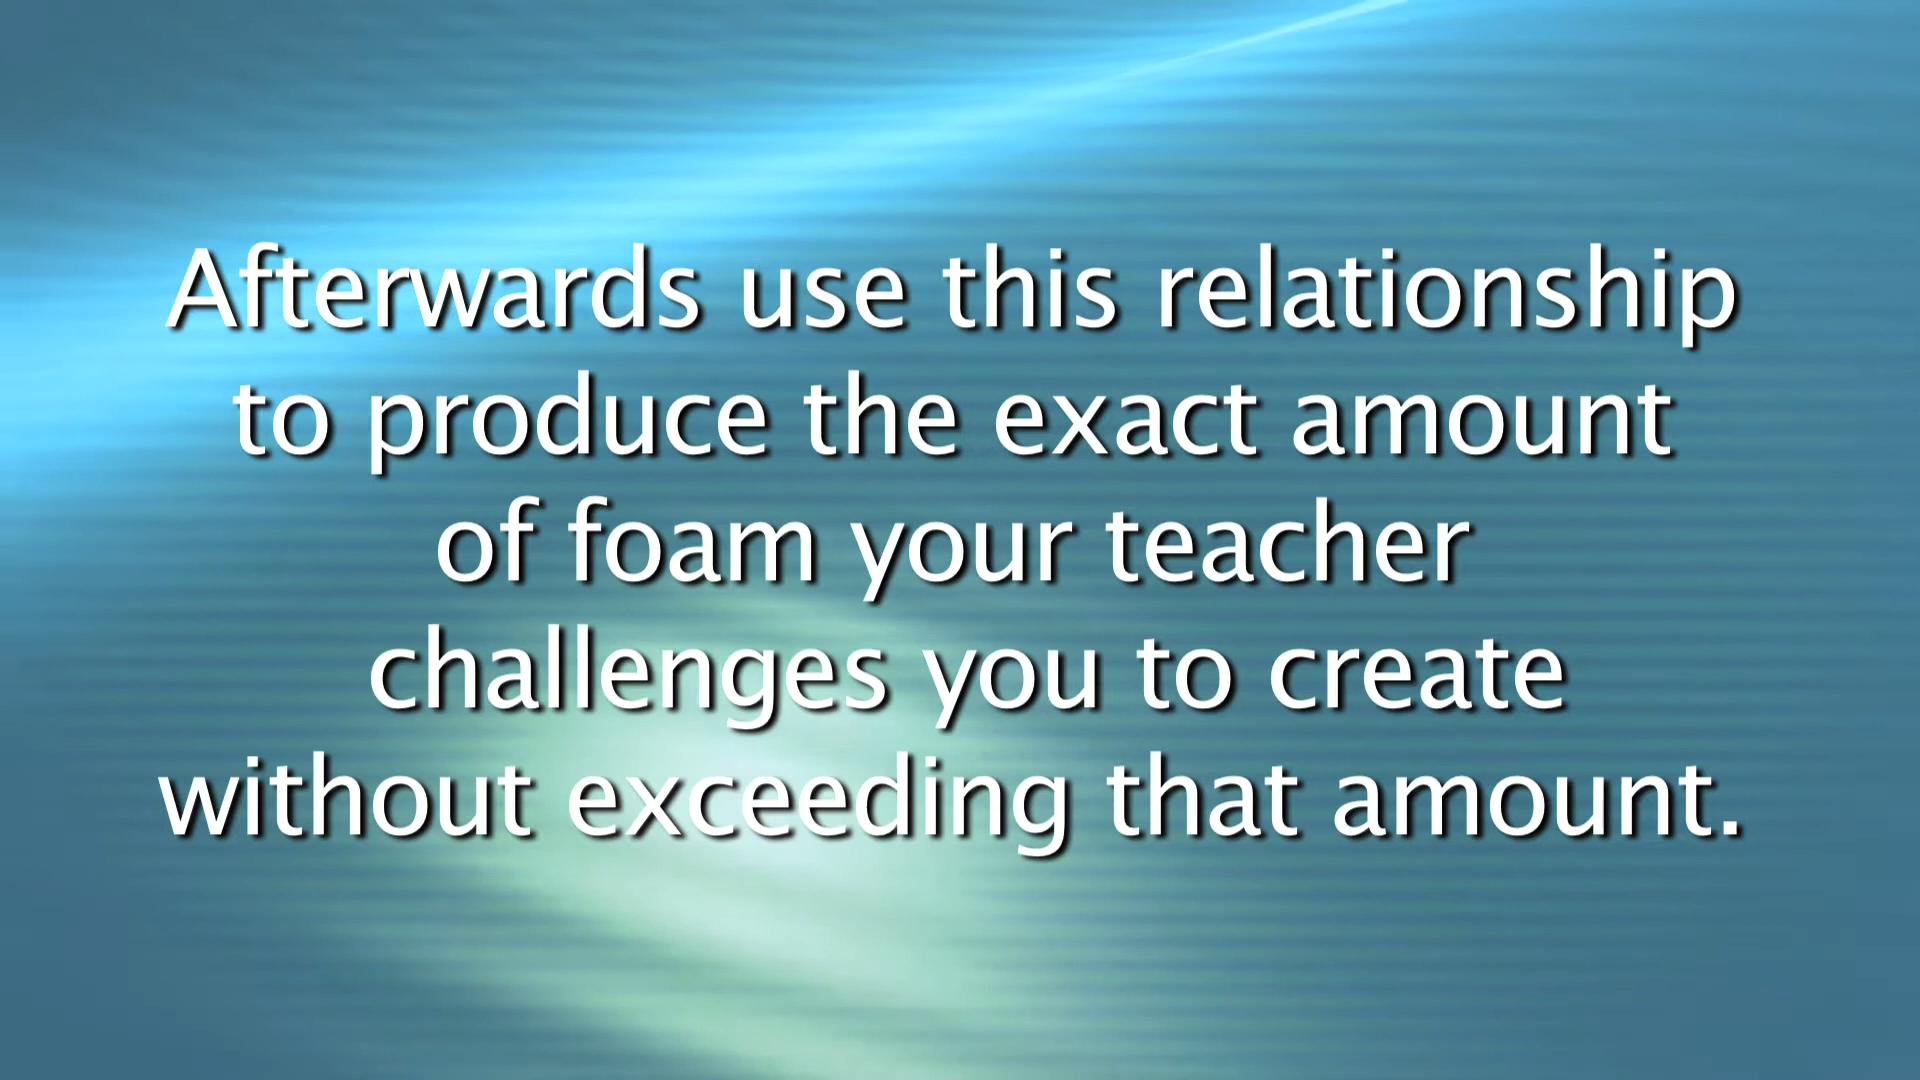 Afterwards use this relationship
to produce the exact amount
of foam your teacher
challenges you to create
without exceeding that amount.